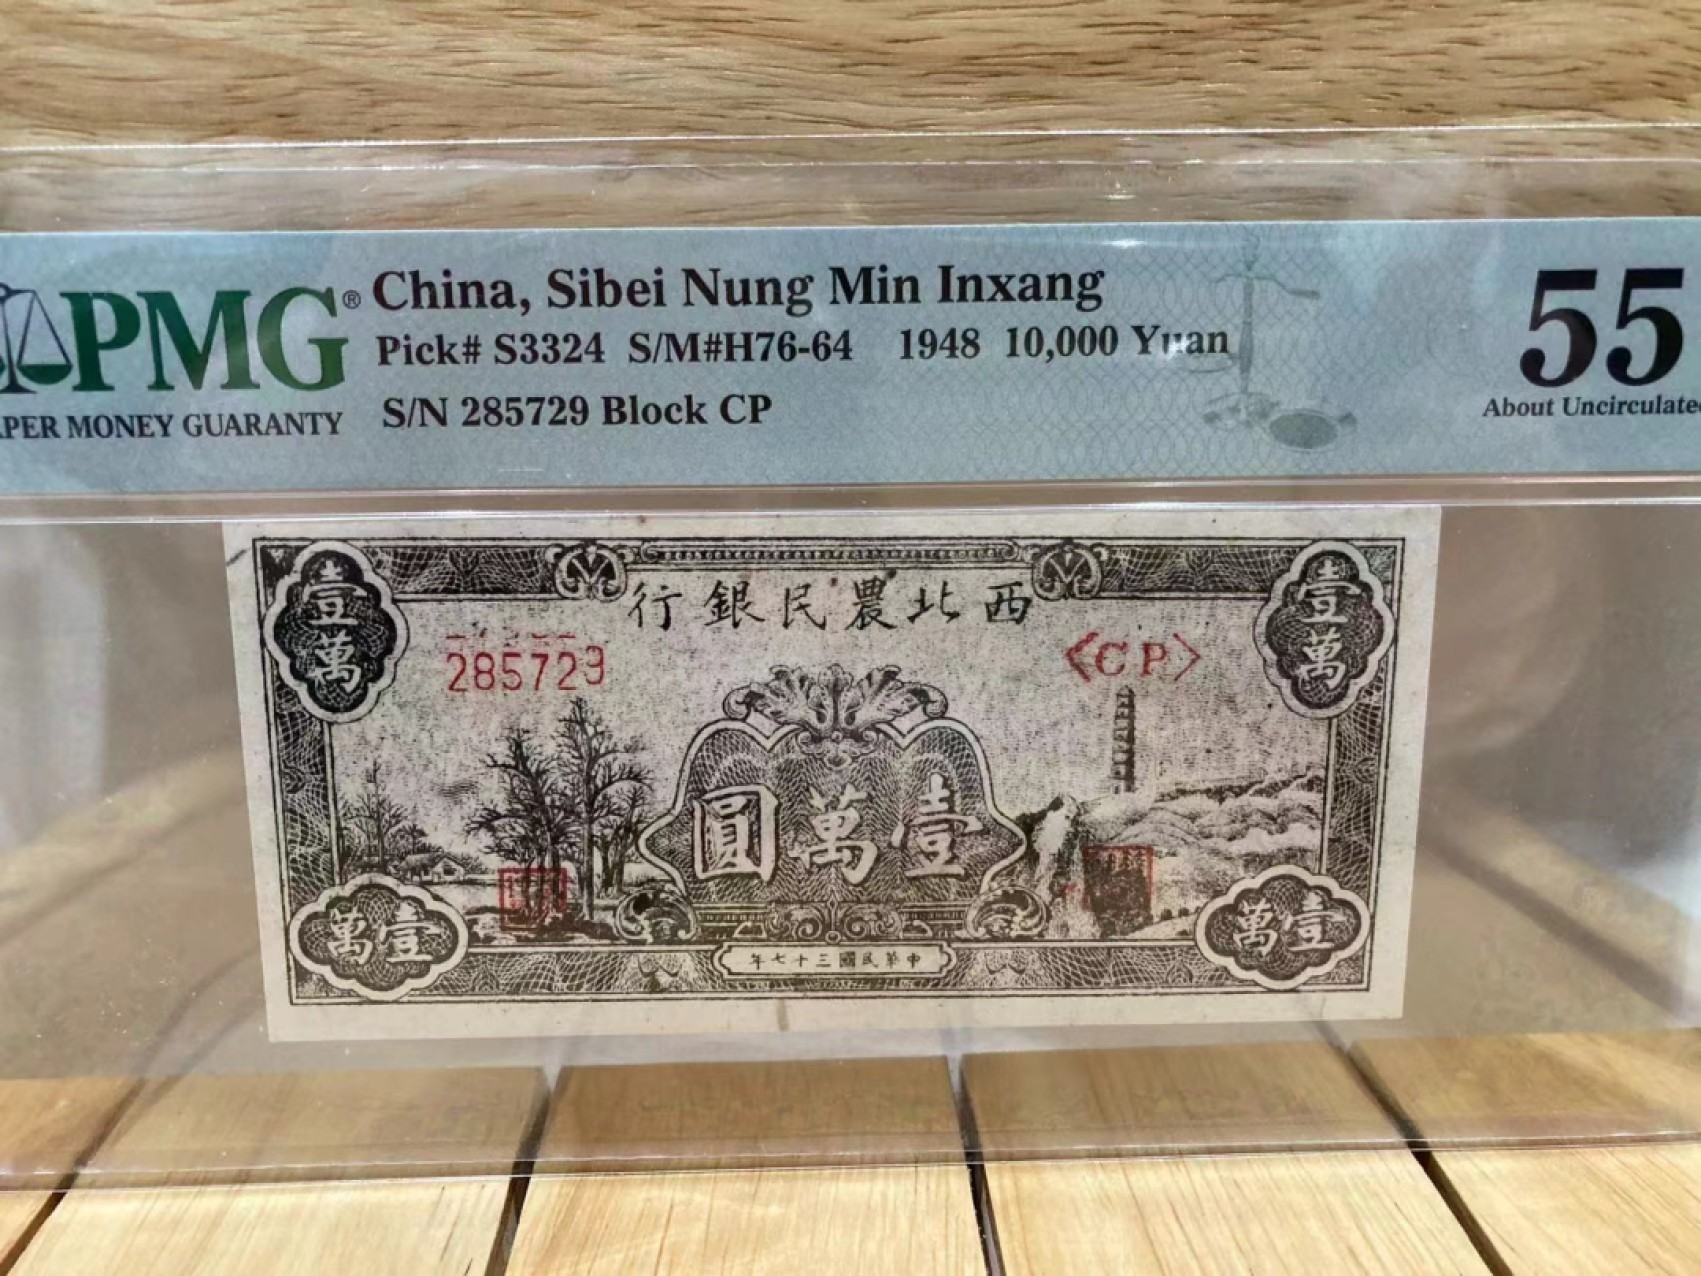 PMG®
PER MONEY GUARANTY
China, Sibei Nung Min Inxang
Pick# S3324 S/M#H76-64 1948 10,000 Yuan
S/N 285729 Block CP
55
About Uncirculate
行銀民農北西
壹萬
壹萬
285729
<CP>
圓萬壹
萬壹
萬壹
年七十三國民華中